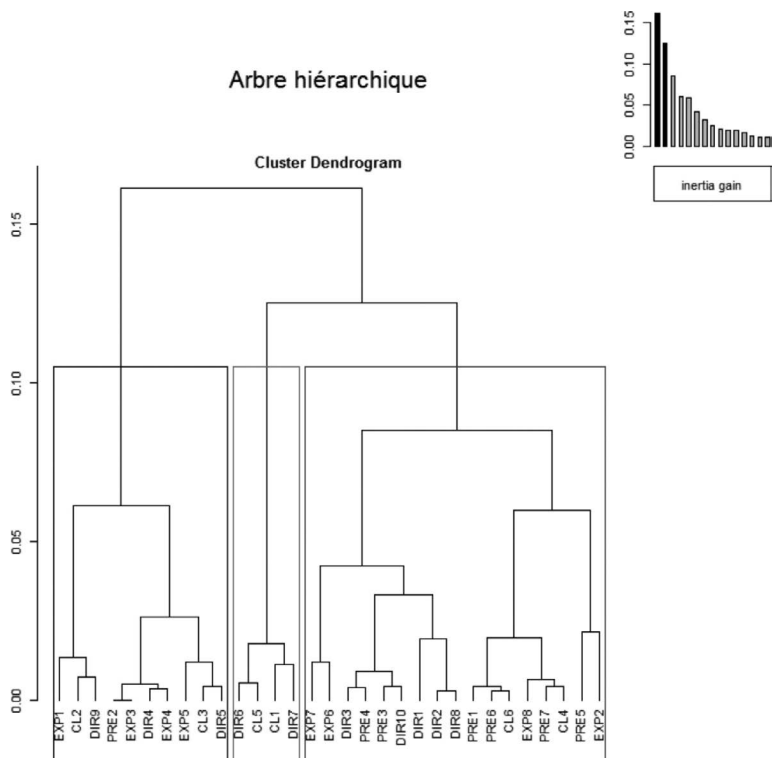 Arbre hiérarchique
0.15
0.10
0.05
0.00
inertia gain
Cluster Dendrogram
0.15
0.10
0.05
0.00
EXP1
CL2
DIR9
PRE2
EXP3
DIR4
EXP4
EXP5
CL3
DIR5
DIR6
CL5
CL1
DIR7
EXP7
EXP6
DIR3
PRE4
PRE3
DIR10
DIR1
DIR2
DIR8
PRE1
PRE6
CL6
EXP8
PRE7
CL4
PRE5
EXP2